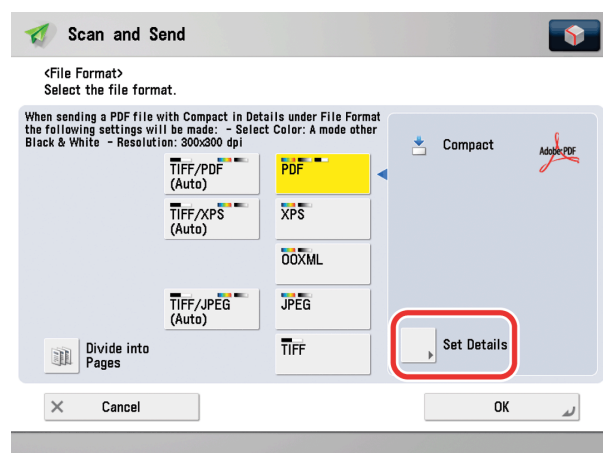 Scan and Send
<File Format>
Select the file format.
When sending a PDF file with Compact in Details under File Format
the following settings will be made: - Select Color: A mode other
Black & White - Resolution: 300x300 dpi
TIFF/PDF
(Auto)
PDF
Compact
Adobe PDF
TIFF/XPS
(Auto)
XPS
OOXML
TIFF/JPEG
(Auto)
JPEG
Divide into
Pages
TIFF
Set Details
Cancel
OK